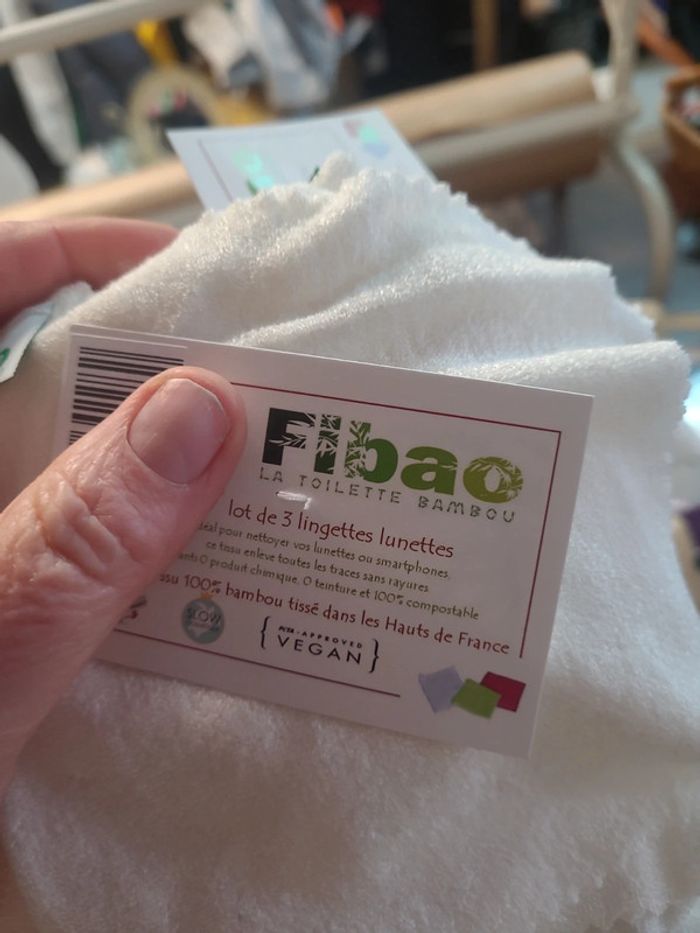 Fibao
LA TOILETTE BAMBOU
lot de 3 lingettes lunettes
pour nettoyer vos lunettes ou smartphones,
ce tissu enlève toutes les traces sans rayures
0 produit chimique, 0 teinture et 100% compostable
100% bambou tissé dans les Hauts de France
SLOW
APPROVED
VEGAN